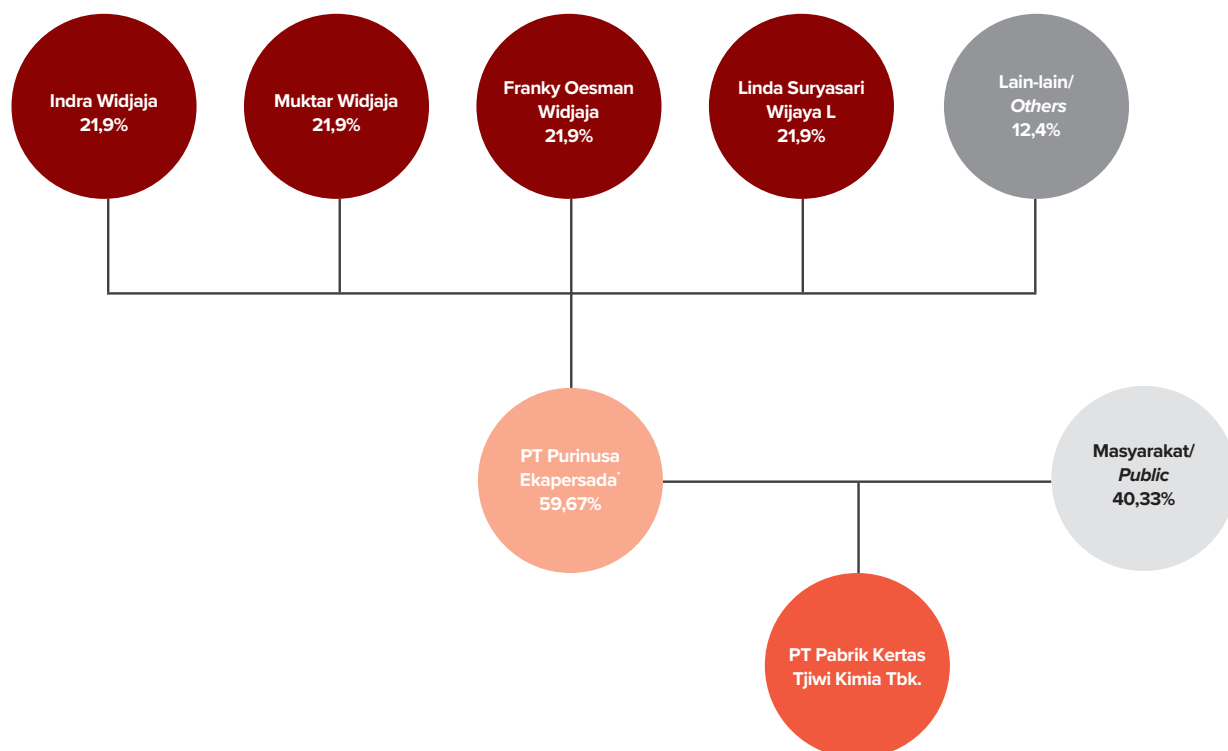 Indra Widjaja
21,9%
Muktar Widjaja
21,9%
Franky Oesman
Widjaja
21,9%
Linda Suryasari
Wijaya L
21,9%
Lain-lain/
Others
12,4%
PT Purinusa
Ekapersada*
59,67%
Masyarakat/
Public
40,33%
PT Pabrik Kertas
Tjiwi Kimia Tbk.